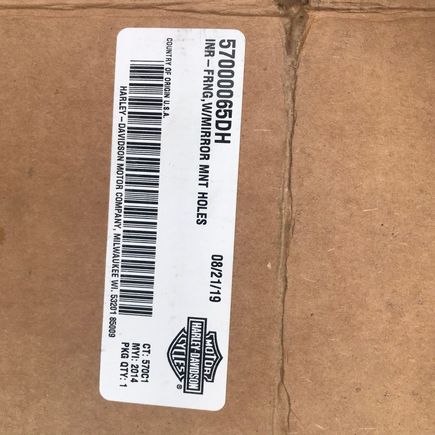 57000065DH
INR-FRNG,W/MIRROR MNT HOLES
08/21/19
COUNTRY OF ORIGIN U.S.A.
HARLEY-DAVIDSON MOTOR COMPANY, MILWAUKEE WI. 53201 85009
MOTOR
HARLEY-DAVIDSON
CYCLES
®
CT: 570C1
MYI: 2014
PKG QTY: 1